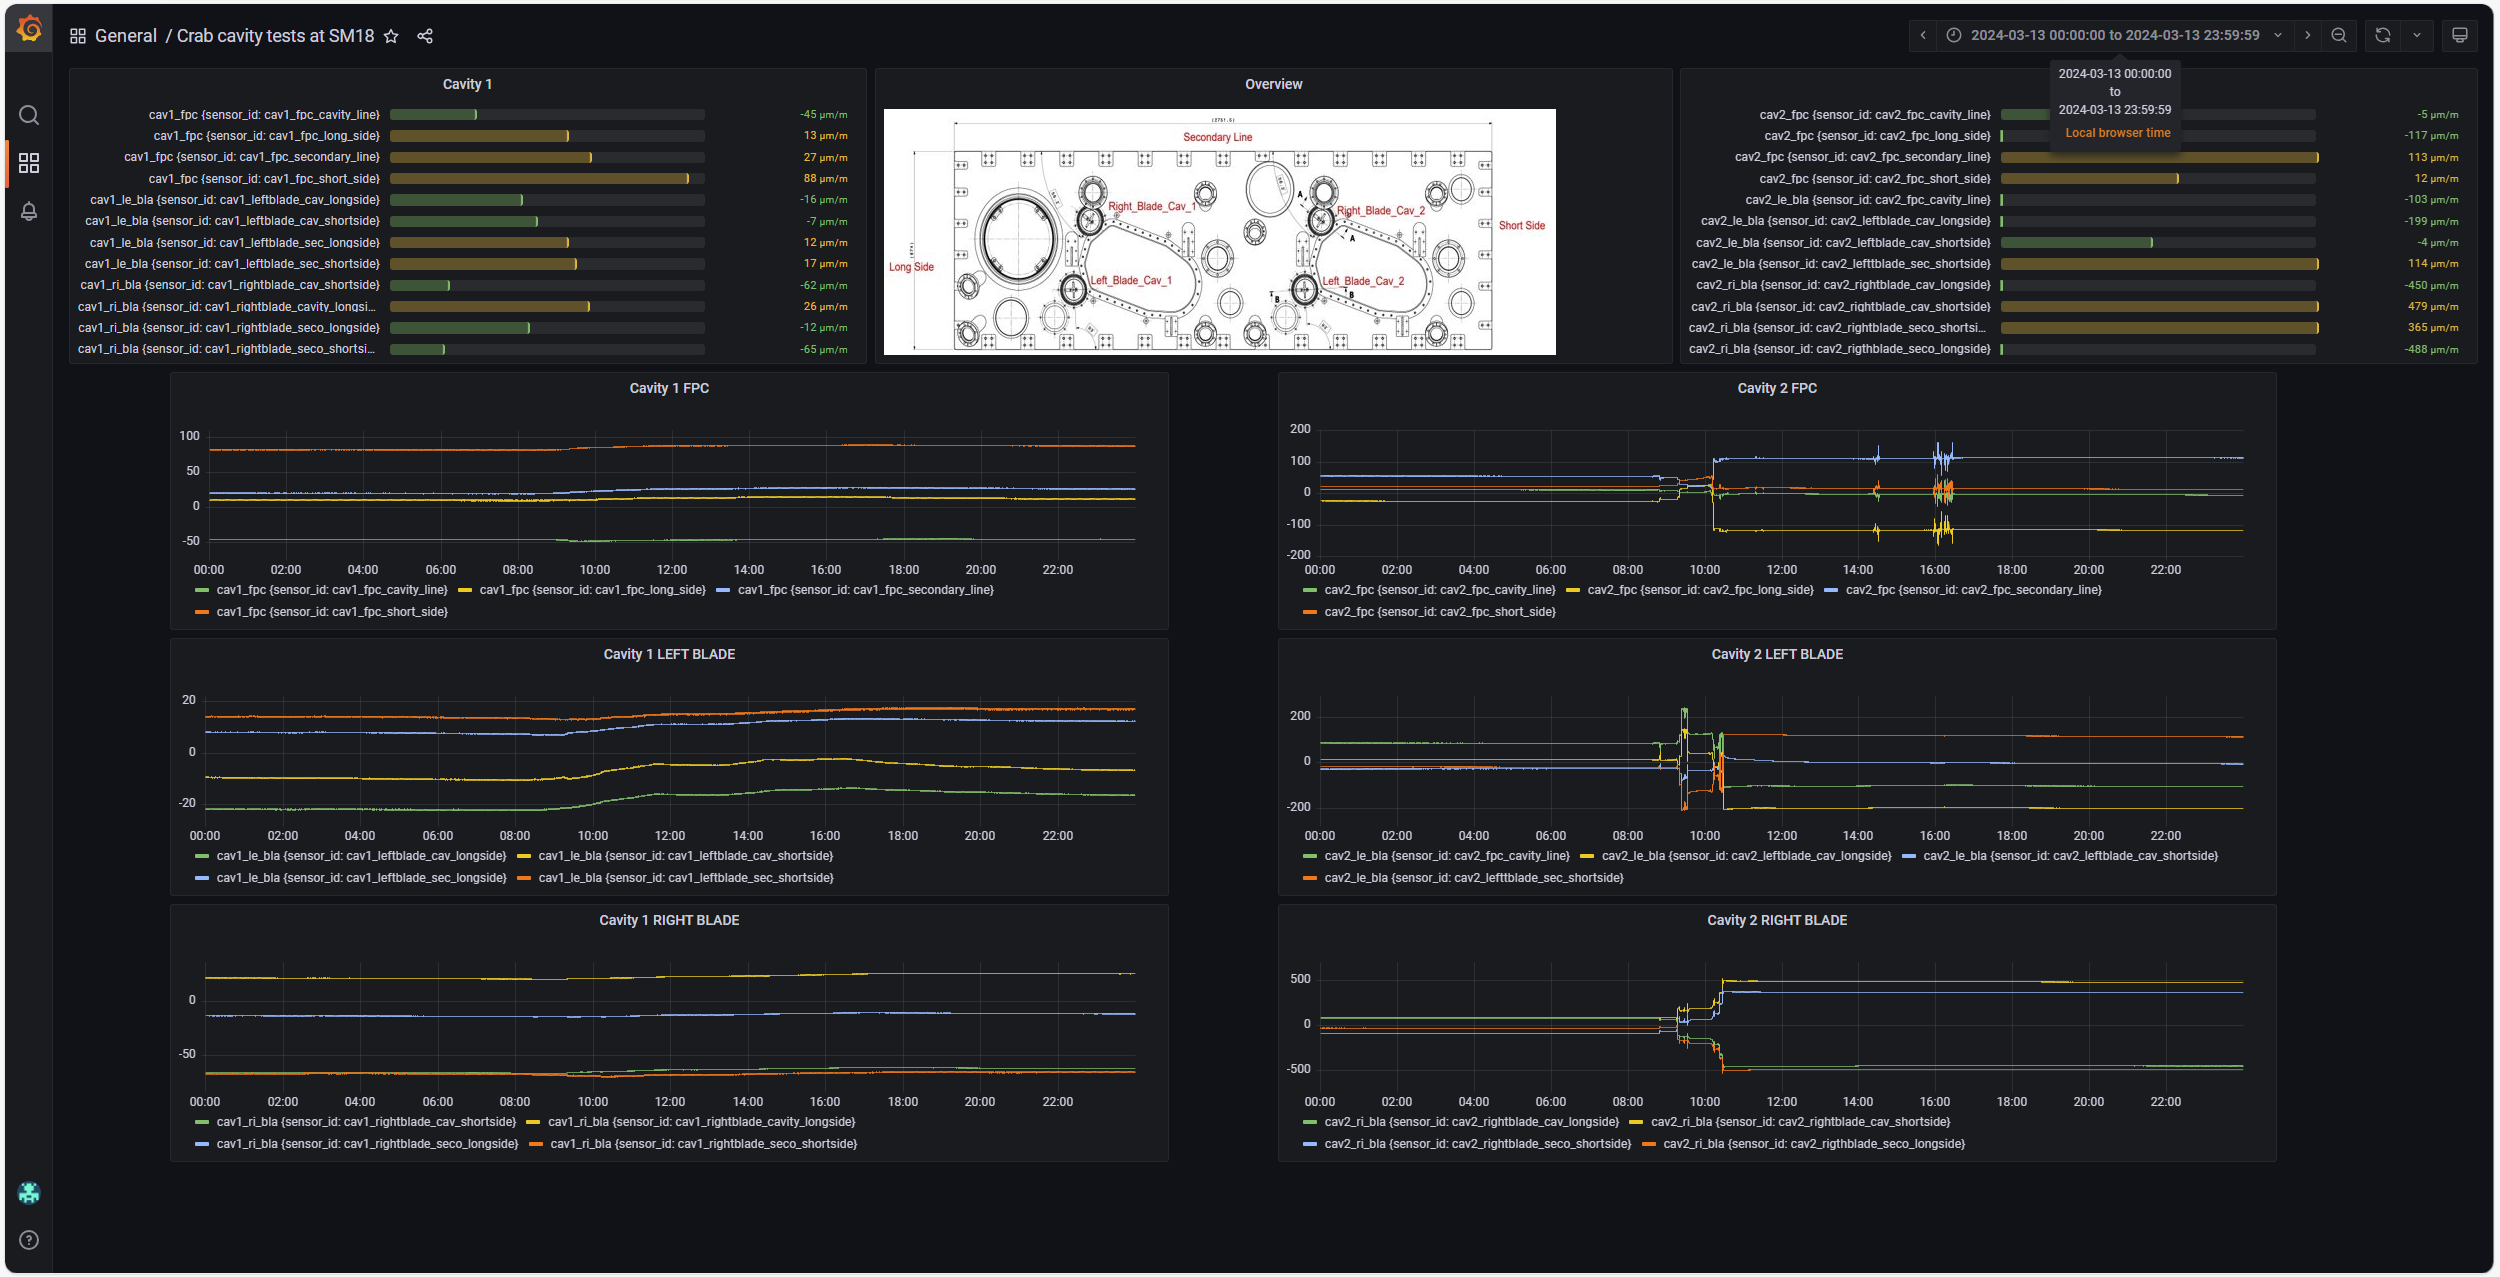 General / Crab cavity tests at SM18
2024-03-13 00:00:00 to 2024-03-13 23:59:59
2024-03-13 00:00:00
to
2024-03-13 23:59:59
Local browser time
Cavity 1
cav1_fpc {sensor_id: cav1_fpc_cavity_line} -45 µm/m
cav1_fpc {sensor_id: cav1_fpc_long_side} 13 µm/m
cav1_fpc {sensor_id: cav1_fpc_secondary_line} 27 µm/m
cav1_fpc {sensor_id: cav1_fpc_short_side} 88 µm/m
cav1_le_bla {sensor_id: cav1_leftblade_cav_longside} -16 µm/m
cav1_le_bla {sensor_id: cav1_leftblade_cav_shortside} -7 µm/m
cav1_le_bla {sensor_id: cav1_leftblade_sec_longside} 12 µm/m
cav1_le_bla {sensor_id: cav1_leftblade_sec_shortside} 17 µm/m
cav1_ri_bla {sensor_id: cav1_rightblade_cav_shortside} -62 µm/m
cav1_ri_bla {sensor_id: cav1_rightblade_cavity_longsi... 26 µm/m
cav1_ri_bla {sensor_id: cav1_rightblade_seco_longside} -12 µm/m
cav1_ri_bla {sensor_id: cav1_rightblade_seco_shortsi... -65 µm/m
Overview
Secondary Line
Right_Blade_Cav_1
Right_Blade_Cav_2
Short Side
Long Side
Left_Blade_Cav_1
Left_Blade_Cav_2
A
A
B
B
cav2_fpc {sensor_id: cav2_fpc_cavity_line} -5 µm/m
cav2_fpc {sensor_id: cav2_fpc_long_side} -117 µm/m
cav2_fpc {sensor_id: cav2_fpc_secondary_line} 113 µm/m
cav2_fpc {sensor_id: cav2_fpc_short_side} 12 µm/m
cav2_le_bla {sensor_id: cav2_fpc_cavity_line} -103 µm/m
cav2_le_bla {sensor_id: cav2_leftblade_cav_longside} -199 µm/m
cav2_le_bla {sensor_id: cav2_leftblade_cav_shortside} -4 µm/m
cav2_le_bla {sensor_id: cav2_lefttblade_sec_shortside} 114 µm/m
cav2_ri_bla {sensor_id: cav2_rightblade_cav_longside} -450 µm/m
cav2_ri_bla {sensor_id: cav2_rightblade_cav_shortside} 479 µm/m
cav2_ri_bla {sensor_id: cav2_rightblade_seco_shortsi... 365 µm/m
cav2_ri_bla {sensor_id: cav2_rigthblade_seco_longside} -488 µm/m
Cavity 1 FPC
100
50
0
-50
00:00 02:00 04:00 06:00 08:00 10:00 12:00 14:00 16:00 18:00 20:00 22:00
cav1_fpc {sensor_id: cav1_fpc_cavity_line} cav1_fpc {sensor_id: cav1_fpc_long_side} cav1_fpc {sensor_id: cav1_fpc_secondary_line}
cav1_fpc {sensor_id: cav1_fpc_short_side}
Cavity 2 FPC
200
100
0
-100
-200
00:00 02:00 04:00 06:00 08:00 10:00 12:00 14:00 16:00 18:00 20:00 22:00
cav2_fpc {sensor_id: cav2_fpc_cavity_line} cav2_fpc {sensor_id: cav2_fpc_long_side} cav2_fpc {sensor_id: cav2_fpc_secondary_line}
cav2_fpc {sensor_id: cav2_fpc_short_side}
Cavity 1 LEFT BLADE
20
0
-20
00:00 02:00 04:00 06:00 08:00 10:00 12:00 14:00 16:00 18:00 20:00 22:00
cav1_le_bla {sensor_id: cav1_leftblade_cav_longside} cav1_le_bla {sensor_id: cav1_leftblade_cav_shortside}
cav1_le_bla {sensor_id: cav1_leftblade_sec_longside} cav1_le_bla {sensor_id: cav1_leftblade_sec_shortside}
Cavity 2 LEFT BLADE
200
0
-200
00:00 02:00 04:00 06:00 08:00 10:00 12:00 14:00 16:00 18:00 20:00 22:00
cav2_le_bla {sensor_id: cav2_fpc_cavity_line} cav2_le_bla {sensor_id: cav2_leftblade_cav_longside} cav2_le_bla {sensor_id: cav2_leftblade_cav_shortside}
cav2_le_bla {sensor_id: cav2_lefttblade_sec_shortside}
Cavity 1 RIGHT BLADE
0
-50
00:00 02:00 04:00 06:00 08:00 10:00 12:00 14:00 16:00 18:00 20:00 22:00
cav1_ri_bla {sensor_id: cav1_rightblade_cav_shortside} cav1_ri_bla {sensor_id: cav1_rightblade_cavity_longside}
cav1_ri_bla {sensor_id: cav1_rightblade_seco_longside} cav1_ri_bla {sensor_id: cav1_rightblade_seco_shortside}
Cavity 2 RIGHT BLADE
500
0
-500
00:00 02:00 04:00 06:00 08:00 10:00 12:00 14:00 16:00 18:00 20:00 22:00
cav2_ri_bla {sensor_id: cav2_rightblade_cav_longside} cav2_ri_bla {sensor_id: cav2_rightblade_cav_shortside}
cav2_ri_bla {sensor_id: cav2_rightblade_seco_shortside} cav2_ri_bla {sensor_id: cav2_rigthblade_seco_longside}